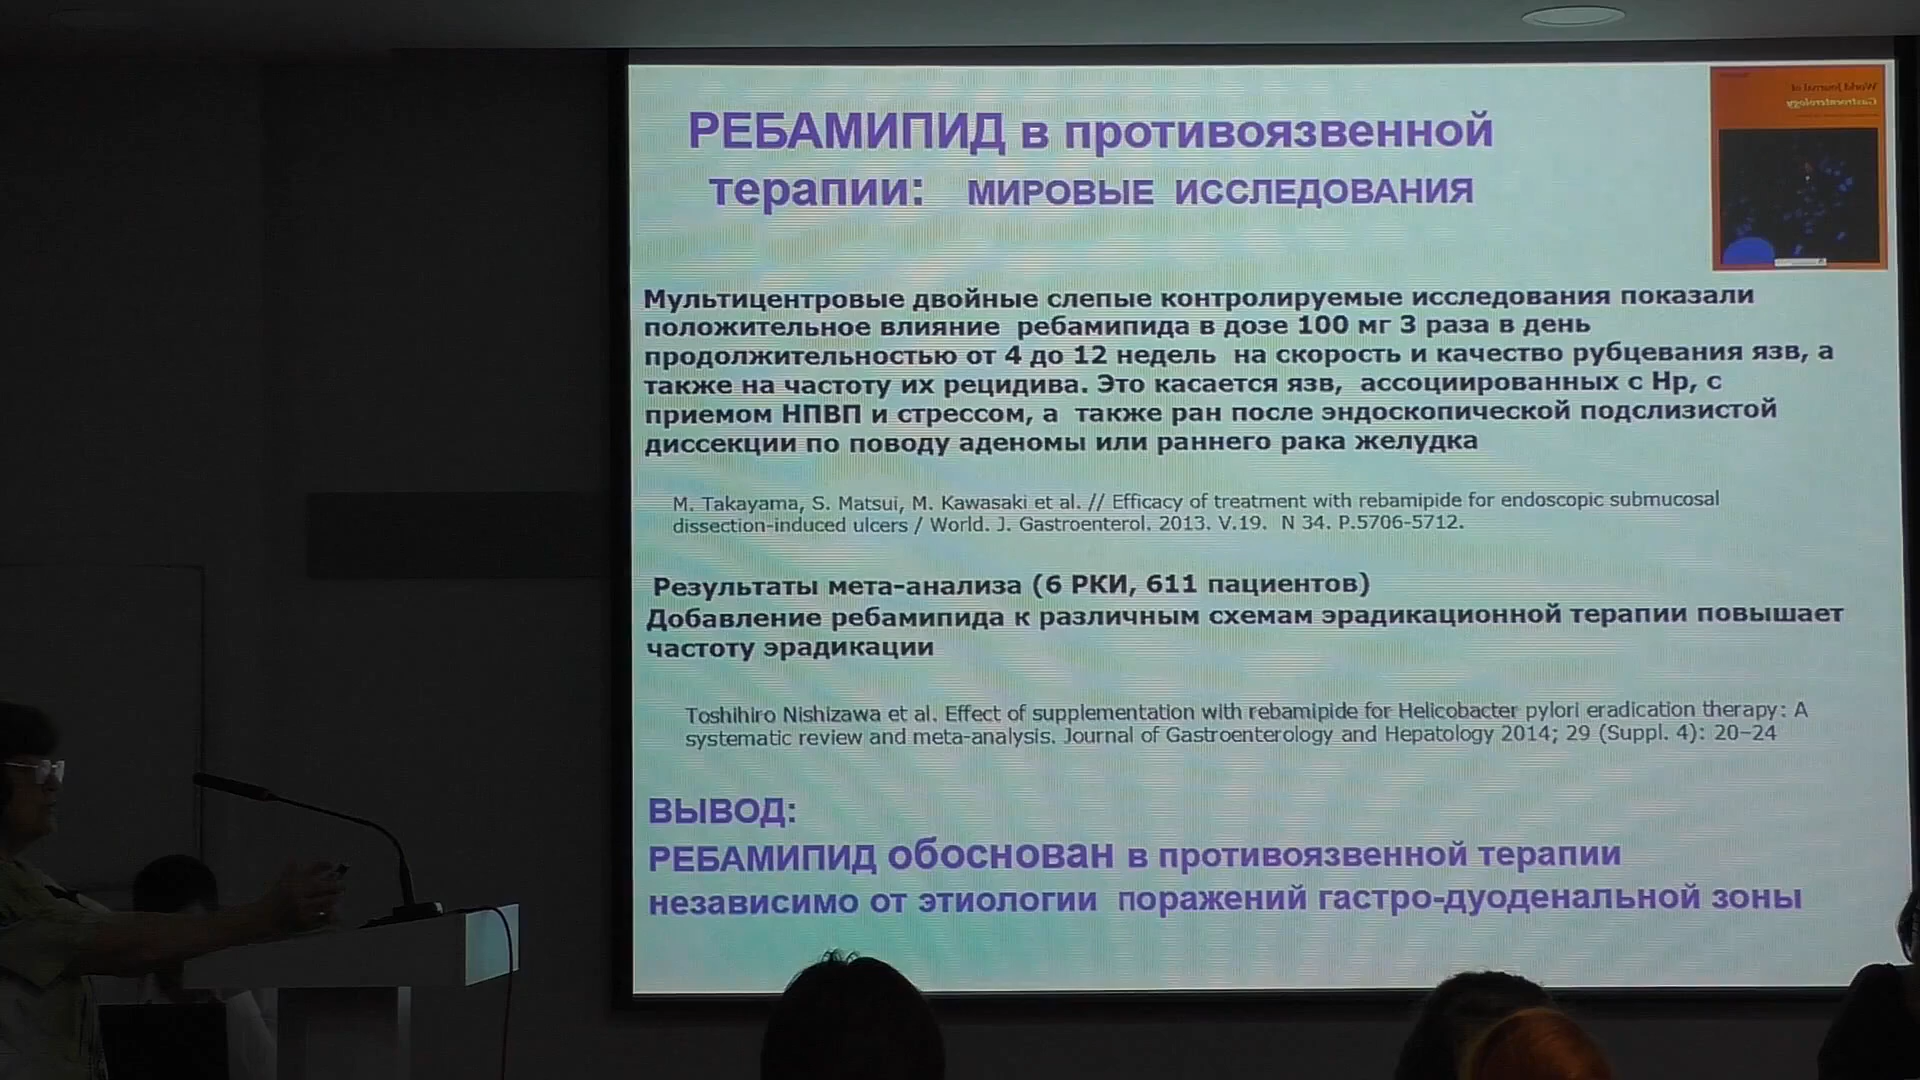 РЕБАМИПИД в противоязвенной
терапии: МИРОВЫЕ ИССЛЕДОВАНИЯ
World Journal of
Gastroenterology
Мультицентровые двойные слепые контролируемые исследования показали
положительное влияние ребамипида в дозе 100 мг 3 раза в день
продолжительностью от 4 до 12 недель на скорость и качество рубцевания язв, а
также на частоту их рецидива. Это касается язв, ассоциированных с Нр, с
приемом НПВП и стрессом, а также ран после эндоскопической подслизистой
диссекции по поводу аденомы или раннего рака желудка
M. Takayama, S. Matsui, M. Kawasaki et al. // Efficacy of treatment with rebamipide for endoscopic submucosal
dissection-induced ulcers / World. J. Gastroenterol. 2013. V.19. N 34. P.5706-5712.
Результаты мета-анализа (6 РКИ, 611 пациентов)
Добавление ребамипида к различным схемам эрадикационной терапии повышает
частоту эрадикации
Toshihiro Nishizawa et al. Effect of supplementation with rebamipide for Helicobacter pylori eradication therapy: A
systematic review and meta-analysis. Journal of Gastroenterology and Hepatology 2014; 29 (Suppl. 4): 20–24
ВЫВОД:
РЕБАМИПИД обоснован в противоязвенной терапии
независимо от этиологии поражений гастро-дуоденальной зоны